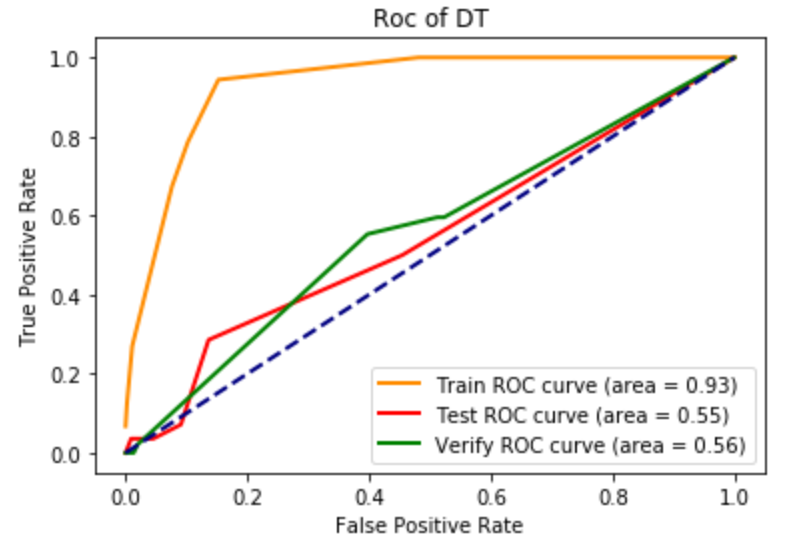 Roc of DT
1.0
0.8
0.6
0.4
0.2
0.0
True Positive Rate
Train ROC curve (area = 0.93)
Test ROC curve (area = 0.55)
Verify ROC curve (area = 0.56)
0.0 0.2 0.4 0.6 0.8 1.0
False Positive Rate